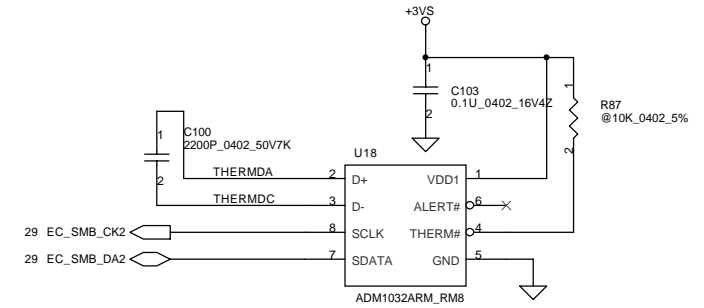 +3VS
1
C103
0.1U_0402_16V4Z
2
1
R87
@10K_0402_5%
2
1
C100
2200P_0402_50V7K
2
U18
THERMDA
2
D+
VDD1
1
THERMDC
3
D-
ALERT#
6
29 EC_SMB_CK2
8
SCLK
THERM#
4
29 EC_SMB_DA2
7
SDATA
GND
5
ADM1032ARM_RM8